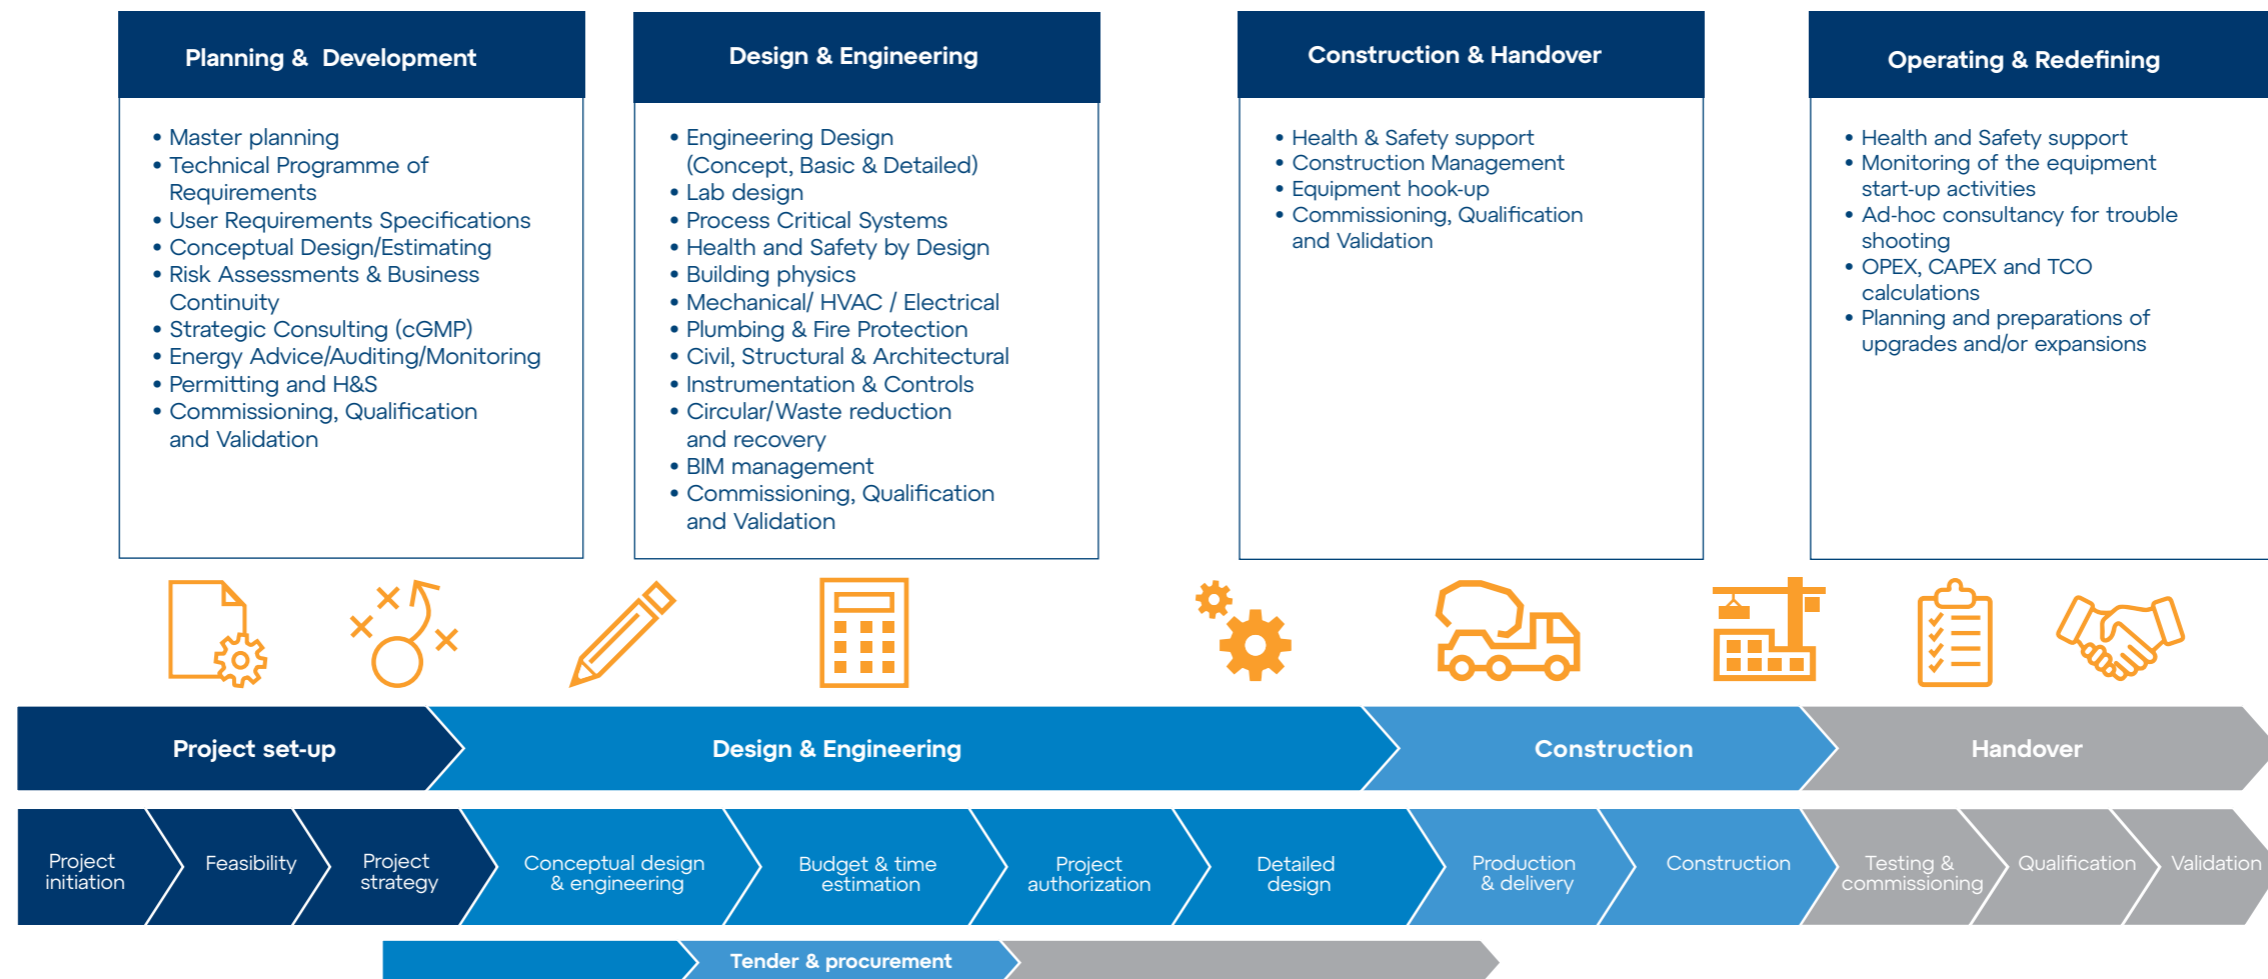 Planning & Development
• Master planning
• Technical Programme of
Requirements
• User Requirements Specifications
• Conceptual Design/Estimating
• Risk Assessments & Business
Continuity
• Strategic Consulting (cGMP)
• Energy Advice/Auditing/Monitoring
• Permitting and H&S
• Commissioning, Qualification
and Validation
Design & Engineering
• Engineering Design
(Concept, Basic & Detailed)
• Lab design
• Process Critical Systems
• Health and Safety by Design
• Building physics
• Mechanical/ HVAC / Electrical
• Plumbing & Fire Protection
• Civil, Structural & Architectural
• Instrumentation & Controls
• Circular/Waste reduction
and recovery
• BIM management
• Commissioning, Qualification
and Validation
Construction & Handover
• Health & Safety support
• Construction Management
• Equipment hook-up
• Commissioning, Qualification
and Validation
Operating & Redefining
• Health and Safety support
• Monitoring of the equipment
start-up activities
• Ad-hoc consultancy for trouble
shooting
• OPEX, CAPEX and TCO
calculations
• Planning and preparations of
upgrades and/or expansions
Project set-up
Design & Engineering
Construction
Handover
Project
initiation
Feasibility
Project
strategy
Conceptual design
& engineering
Budget & time
estimation
Project
authorization
Detailed
design
Production
& delivery
Construction
Testing &
commissioning
Qualification
Validation
Tender & procurement